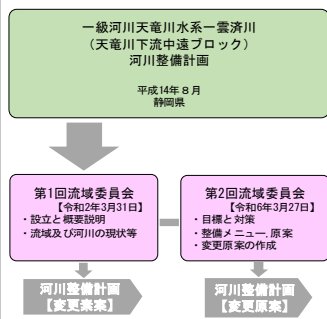 一級河川天竜川水系一雲済川
（天竜川下流中遠ブロック）
河川整備計画
平成14年８月
静岡県
第1回流域委員会
【令和2年3月31日】
・設立と概要説明
・流域及び河川の現状等
第2回流域委員会
【令和6年3月27日】
・目標と対策
・整備メニュー，原案
・変更原案の作成
河川整備計画
【変更素案】
河川整備計画
【変更原案】